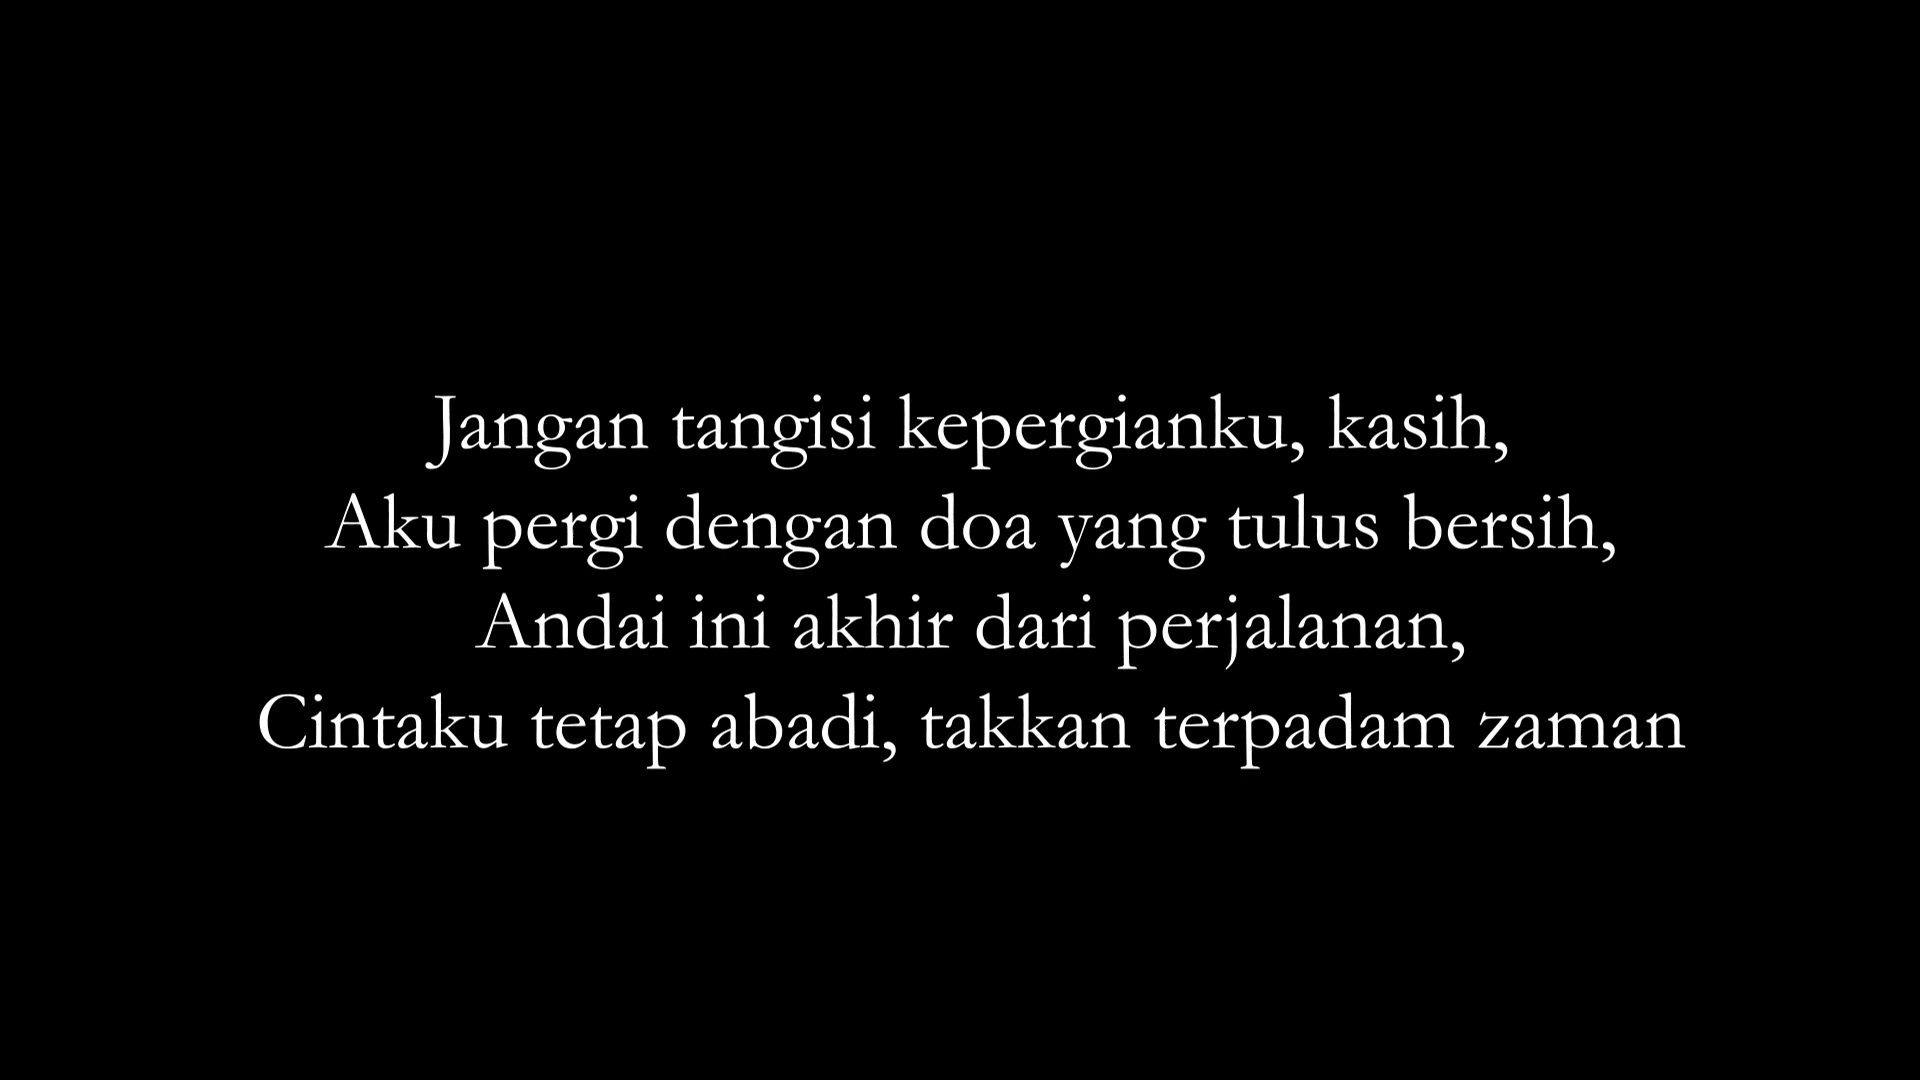 Jangan tangisi kepergianku, kasih,
Aku pergi dengan doa yang tulus bersih,
Andai ini akhir dari perjalanan,
Cintaku tetap abadi, takkan terpadam zaman